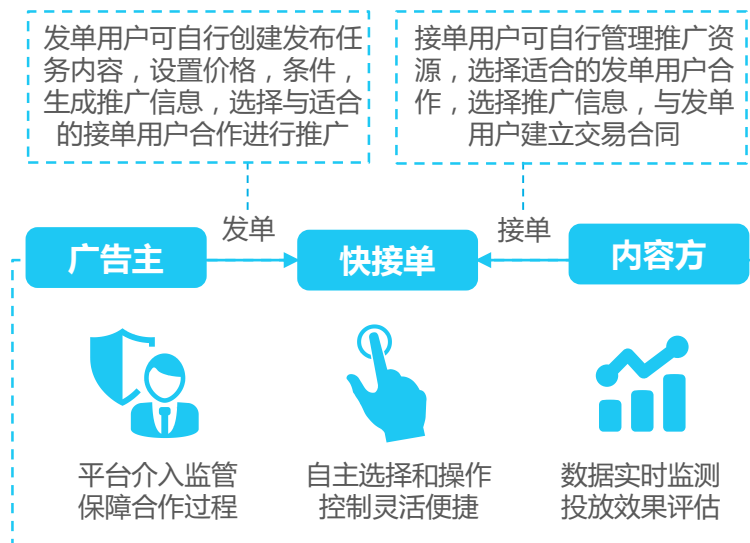 发单用户可自行创建发布任
务内容，设置价格，条件，
生成推广信息，选择与适合
的接单用户合作进行推广
接单用户可自行管理推广资
源，选择适合的发单用户合
作，选择推广信息，与发单
用户建立交易合同
发单
接单
广告主
快接单
内容方
平台介入监管
保障合作过程
自主选择和操作
控制灵活便捷
数据实时监测
投放效果评估